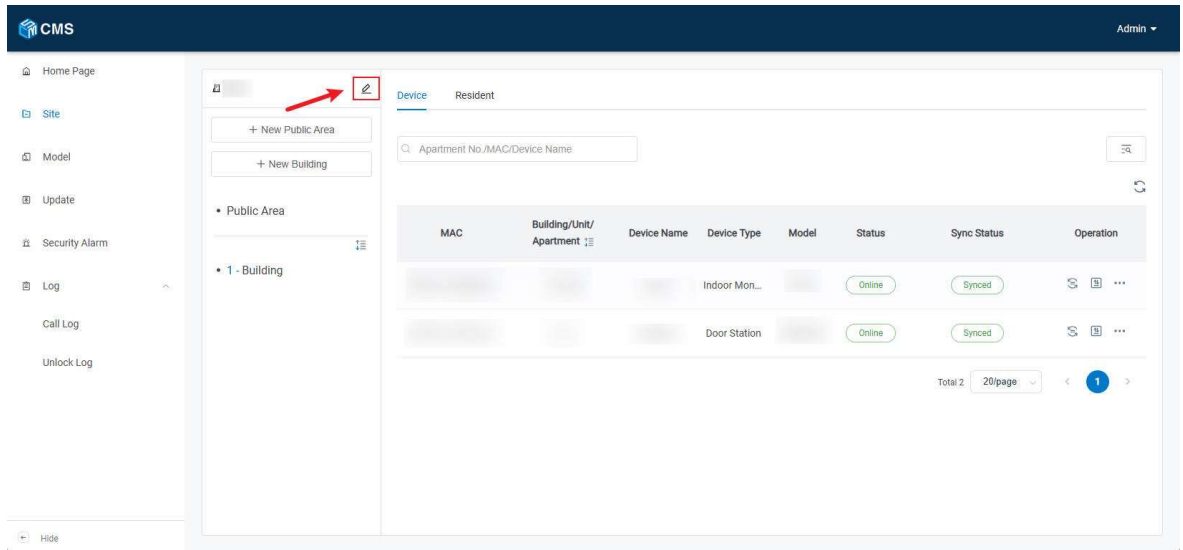 CMS
Admin
Home Page
Site
Model
Update
Security Alarm
Log
Call Log
Unlock Log
Hide
+ New Public Area
+ New Building
• Public Area
• 1 - Building
Device Resident
Apartment No./MAC/Device Name
MAC Building/Unit/Apartment Device Name Device Type Model Status Sync Status Operation
Indoor Mon... Online Synced
Door Station Online Synced
Total 2 20/page < 1 >